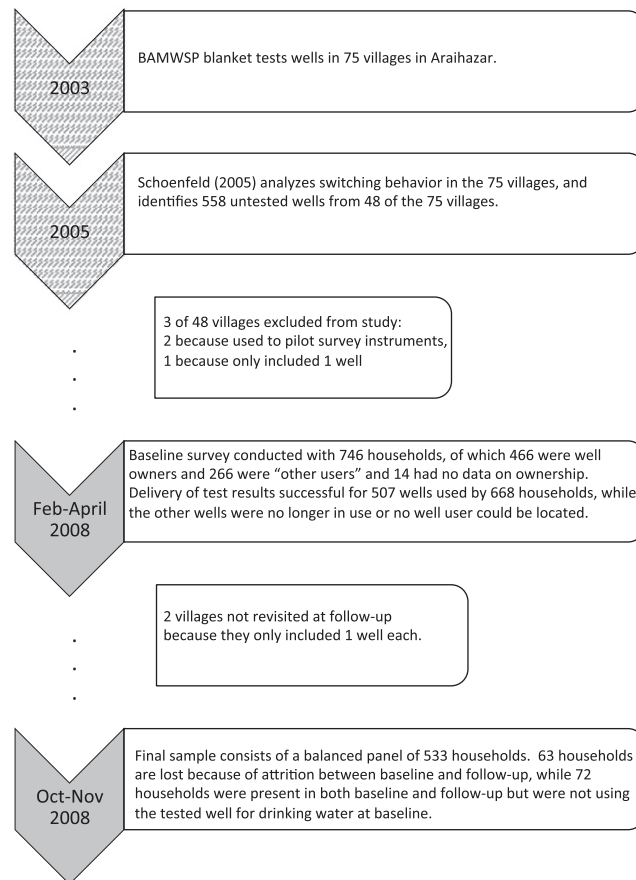 2003
BAMWSP blanket tests wells in 75 villages in Araihazar.
2005
Schoenfeld (2005) analyzes switching behavior in the 75 villages, and
identifies 558 untested wells from 48 of the 75 villages.
3 of 48 villages excluded from study:
2 because used to pilot survey instruments,
1 because only included 1 well
.
.
.
Feb-April
2008
Baseline survey conducted with 746 households, of which 466 were well
owners and 266 were “other users” and 14 had no data on ownership.
Delivery of test results successful for 507 wells used by 668 households, while
the other wells were no longer in use or no well user could be located.
2 villages not revisited at follow-up
because they only included 1 well each.
.
.
.
Oct-Nov
2008
Final sample consists of a balanced panel of 533 households.  63 households
are lost because of attrition between baseline and follow-up, while 72
households were present in both baseline and follow-up but were not using
the tested well for drinking water at baseline.